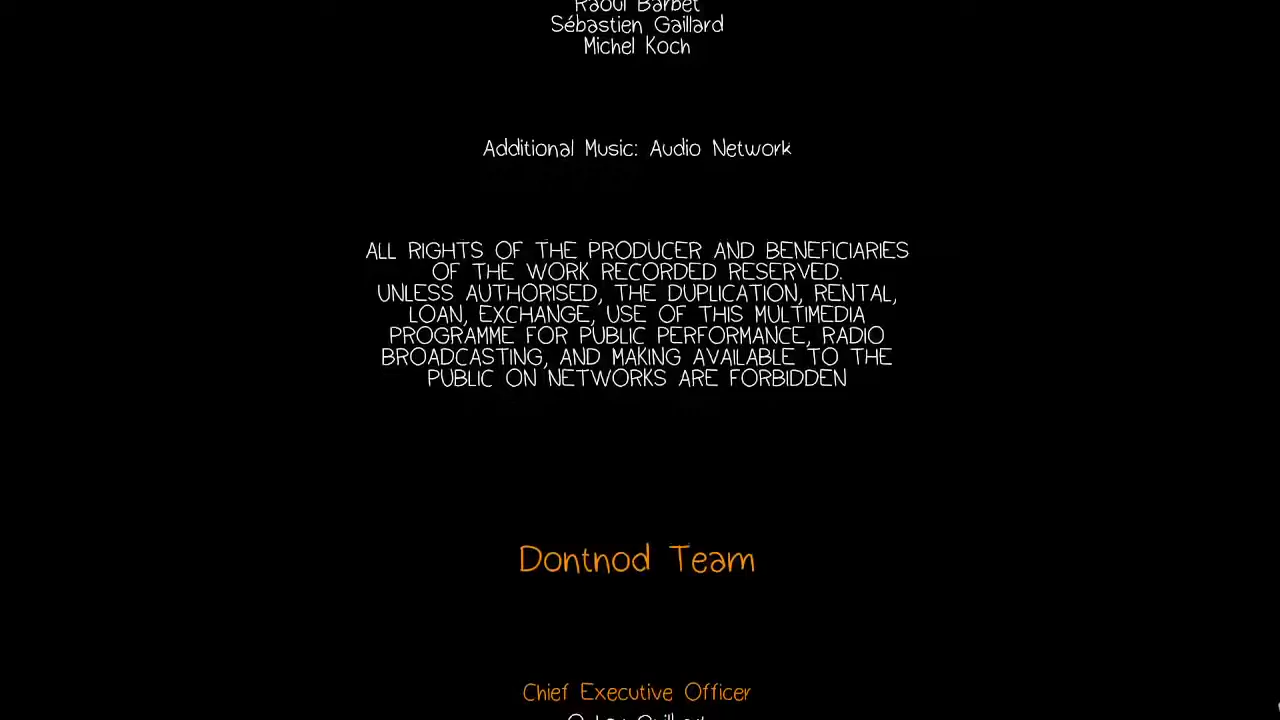 Raoul Barbet
Sébastien Gaillard
Michel Koch
Additional Music: Audio Network
ALL RIGHTS OF THE PRODUCER AND BENEFICIARIES
OF THE WORK RECORDED RESERVED.
UNLESS AUTHORISED, THE DUPLICATION, RENTAL,
LOAN, EXCHANGE, USE OF THIS MULTIMEDIA
PROGRAMME FOR PUBLIC PERFORMANCE, RADIO
BROADCASTING, AND MAKING AVAILABLE TO THE
PUBLIC ON NETWORKS ARE FORBIDDEN
Dontnod Team
Chief Executive Officer